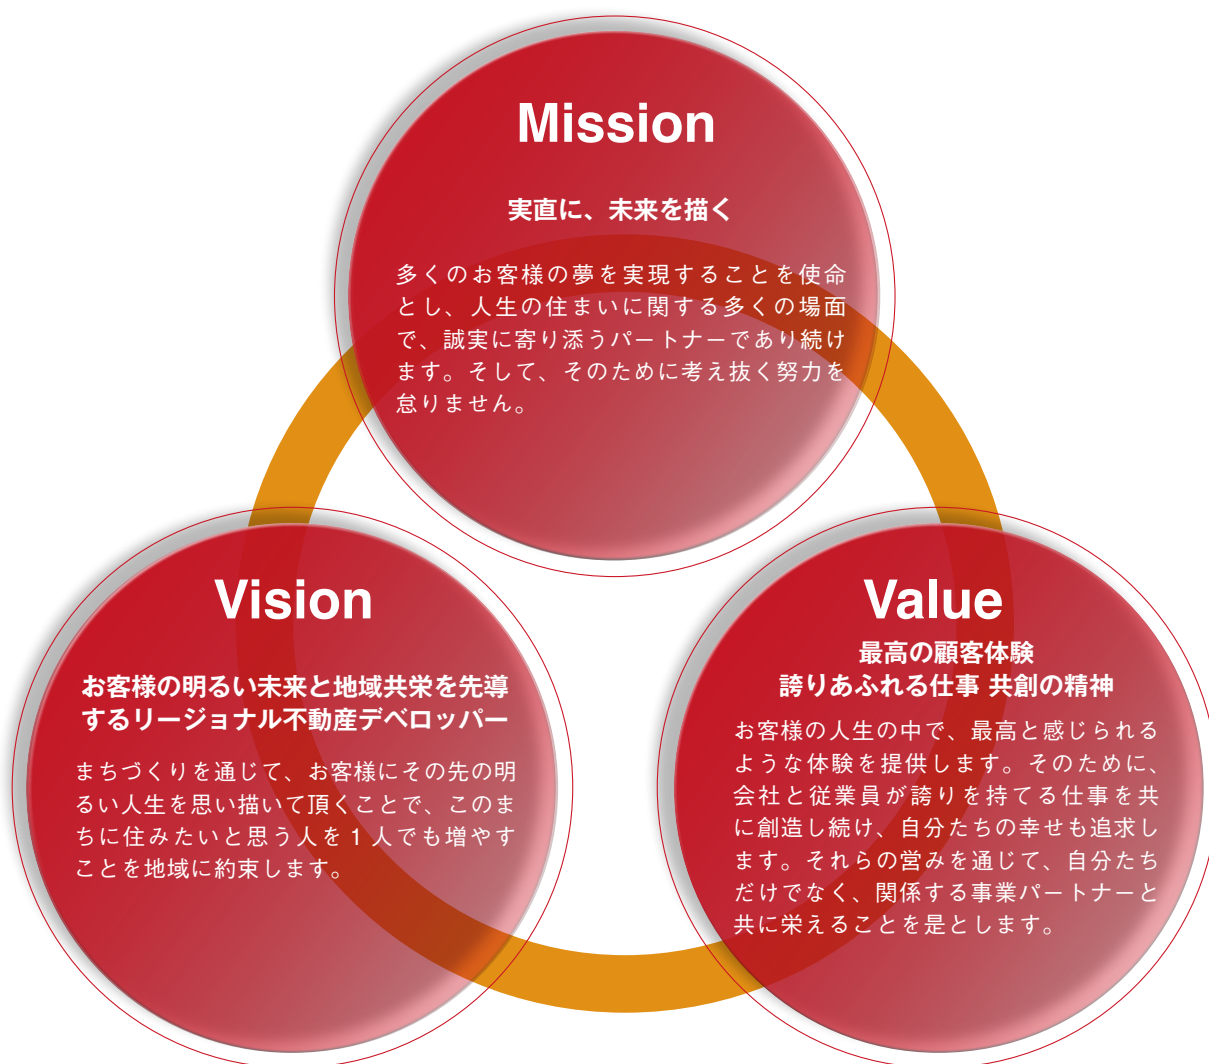 Mission
実直に、未来を描く
多くのお客様の夢を実現することを使命
とし、人生の住まいに関する多くの場面
で、誠実に寄り添うパートナーであり続け
ます。そして、そのために考え抜く努力を
怠りません。
Vision
お客様の明るい未来と地域共栄を先導
するリージョナル不動産デベロッパー
まちづくりを通じて、お客様にその先の明
るい人生を思い描いて頂くことで、このま
ちに住みたいと思う人を1人でも増やす
ことを地域に約束します。
Value
最高の顧客体験
誇りあふれる仕事 共創の精神
お客様の人生の中で、最高と感じられる
ような体験を提供します。そのために、
会社と従業員が誇りを持てる仕事を共
に創造し続け、自分たちの幸せも追求し
ます。それらの営みを通じて、自分たち
だけでなく、関係する事業パートナーと
共に栄えることを是とします。